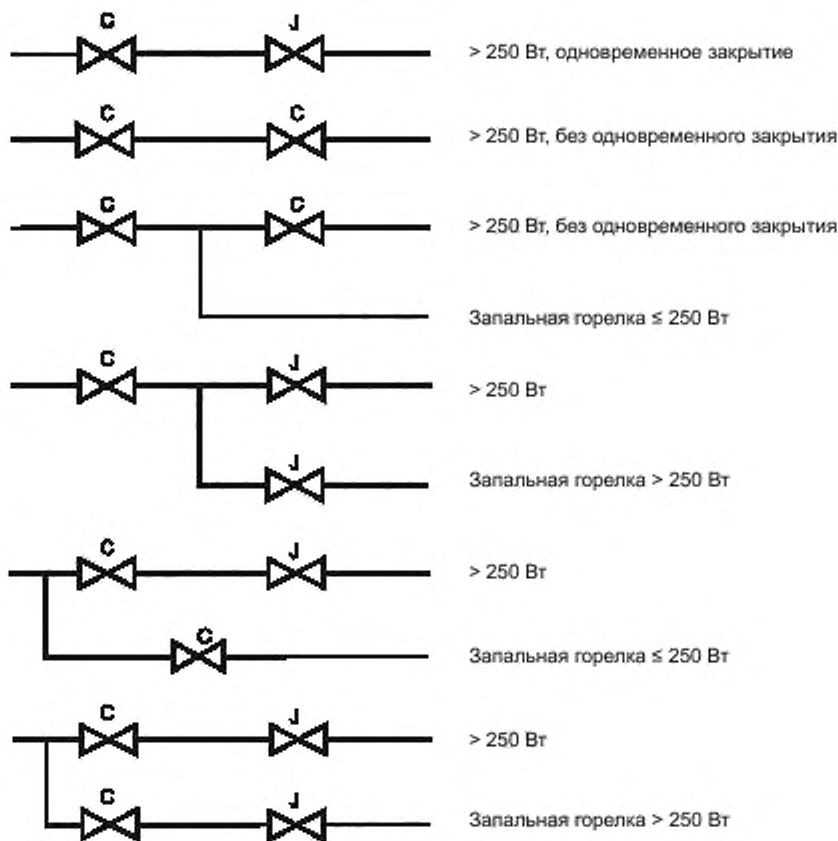 C J
> 250 Вт, одновременное закрытие
C C
> 250 Вт, без одновременного закрытия
C C
> 250 Вт, без одновременного закрытия
Запальная горелка ≤ 250 Вт
C J
> 250 Вт
J
Запальная горелка > 250 Вт
C J
> 250 Вт
C
Запальная горелка ≤ 250 Вт
C J
> 250 Вт
C J
Запальная горелка > 250 Вт